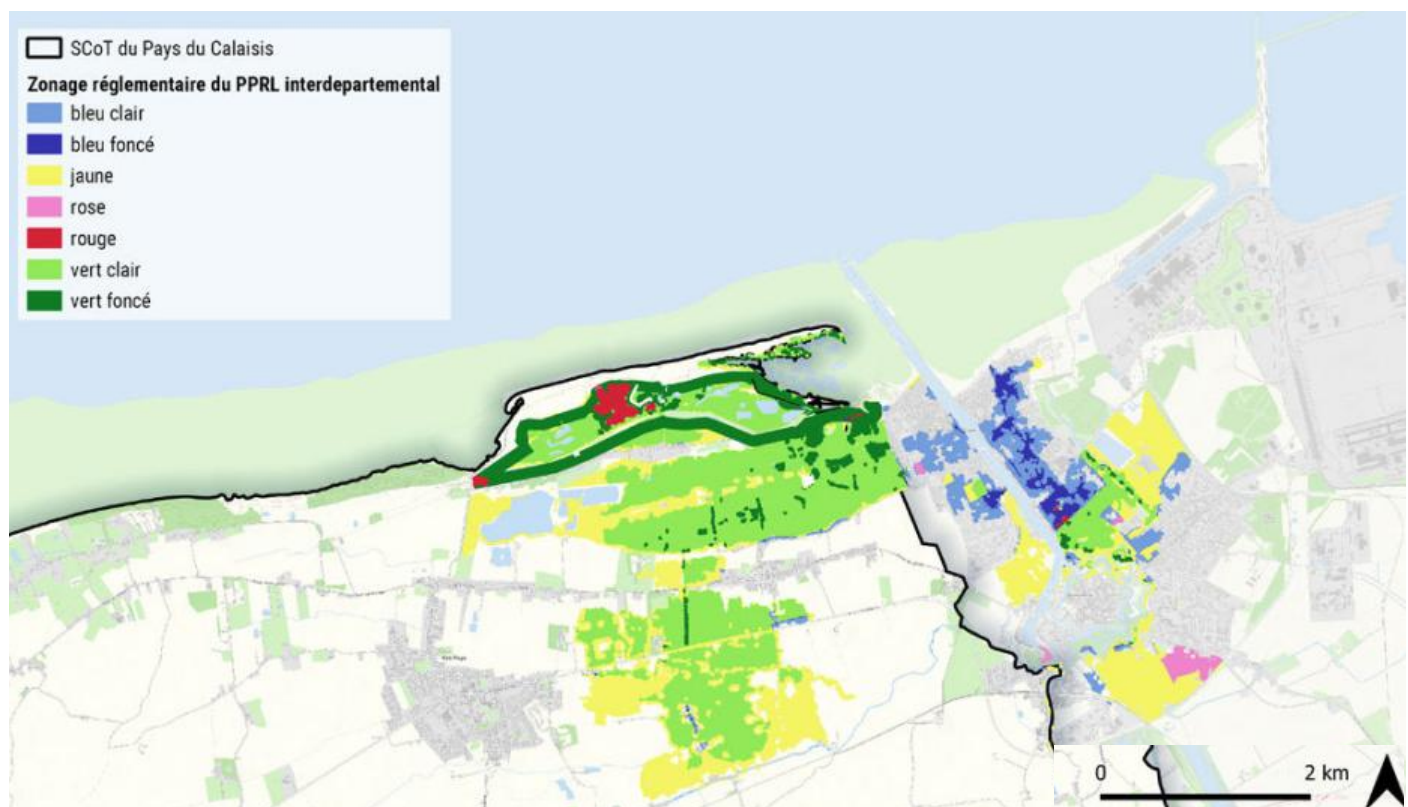 SCoT du Pays du Calaisis
Zonage réglementaire du PPRL interdepartemental
bleu clair
bleu foncé
jaune
rose
rouge
vert clair
vert foncé
0 2 km